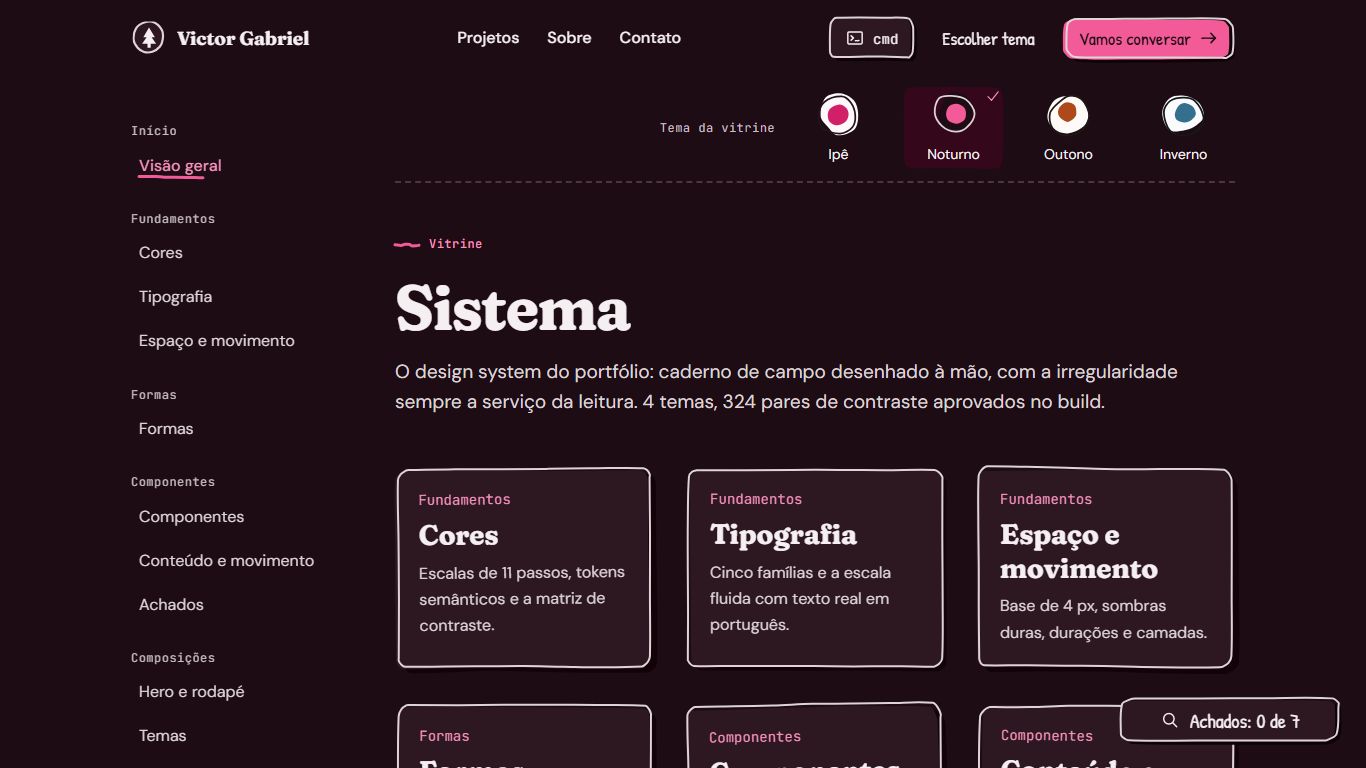 Victor Gabriel
Projetos
Sobre
Contato
cmd
Escolher tema
Vamos conversar
Tema da vitrine
Ipê
Noturno
Outono
Inverno
Início
Visão geral
Fundamentos
Cores
Tipografia
Espaço e movimento
Formas
Formas
Componentes
Componentes
Conteúdo e movimento
Achados
Composições
Hero e rodapé
Temas
Vitrine
Sistema
O design system do portfólio: caderno de campo desenhado à mão, com a irregularidade
sempre a serviço da leitura. 4 temas, 324 pares de contraste aprovados no build.
Fundamentos
Cores
Escalas de 11 passos, tokens
semânticos e a matriz de
contraste.
Fundamentos
Tipografia
Cinco famílias e a escala
fluida com texto real em
português.
Fundamentos
Espaço e
movimento
Base de 4 px, sombras
duras, durações e camadas.
Formas
Formas
Componentes
Componentes
Componentes
Conteúdo e
Achados: 0 de 7